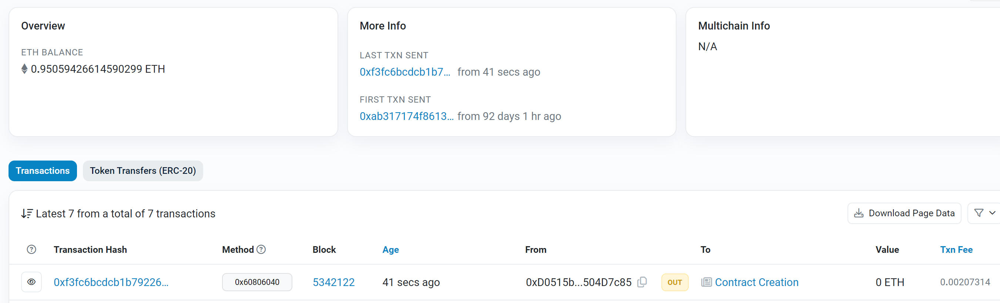 Overview
ETH BALANCE
0.95059426614590299 ETH
More Info
LAST TXN SENT
0xf3fc6bcdcb1b7... from 41 secs ago
FIRST TXN SENT
0xab317174f8613... from 92 days 1 hr ago
Multichain Info
N/A
Transactions Token Transfers (ERC-20)
Latest 7 from a total of 7 transactions Download Page Data
Transaction Hash Method Block Age From To Value Txn Fee
0xf3fc6bcdcb1b79226... 0x60806040 5342122 41 secs ago 0xD0515b...504D7c85 OUT Contract Creation 0 ETH 0.00207314